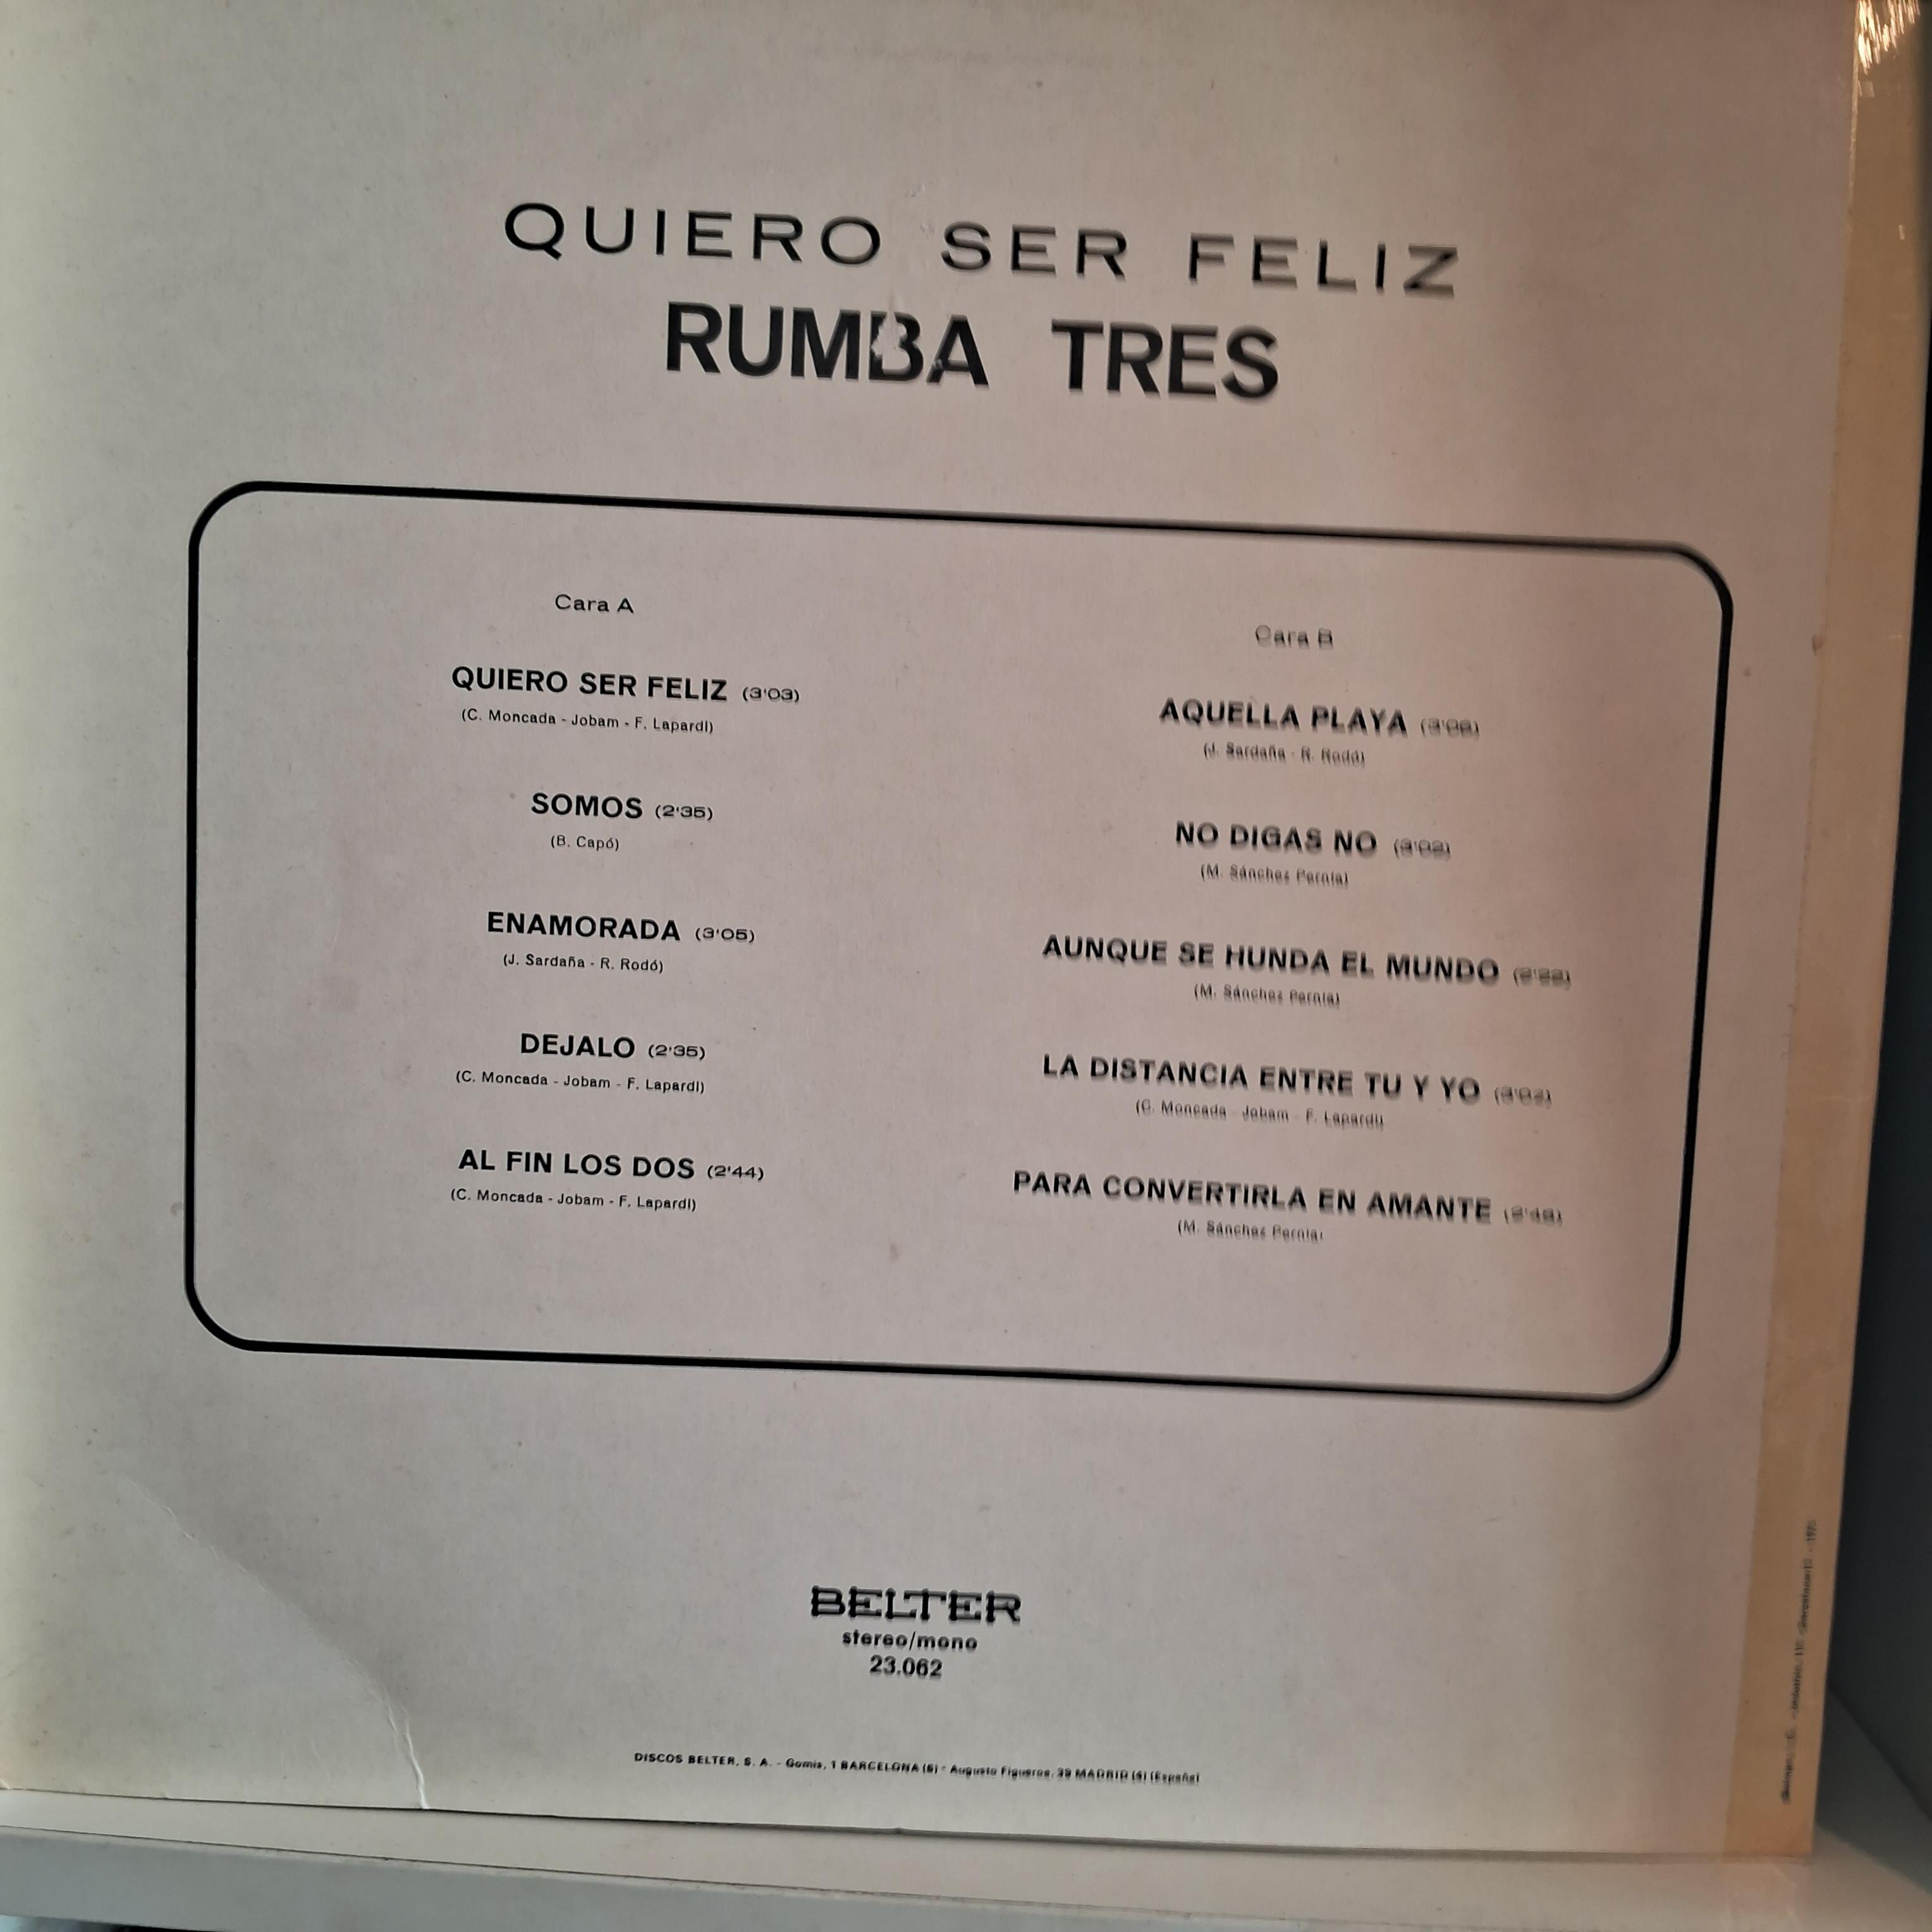 QUIERO SER FELIZ
RUMBA TRES
Cara A
QUIERO SER FELIZ (3'03)
(C. Moncada - Jobam - F. Lapardi)
SOMOS (2'35)
(B. Capó)
ENAMORADA (3'05)
(J. Sardaña - R. Rodó)
DEJALO (2'35)
(C. Moncada - Jobam - F. Lapardi)
AL FIN LOS DOS (2'44)
(C. Moncada - Jobam - F. Lapardi)
Cara B
AQUELLA PLAYA
(J. Sardaña - R. Rodó)
NO DIGAS NO
(M. Sánchez Pernía)
AUNQUE SE HUNDA EL MUNDO
(M. Sánchez Pernía)
LA DISTANCIA ENTRE TU Y YO
(C. Moncada - Jobam - F. Lapardi)
PARA CONVERTIRLA EN AMANTE
(M. Sánchez Pernía)
BELTER
stereo/mono
23.062
DISCOS BELTER, S. A. - Gomis, 1 BARCELONA (6) - Augusto Figueroa, 39 MADRID (4) (España)